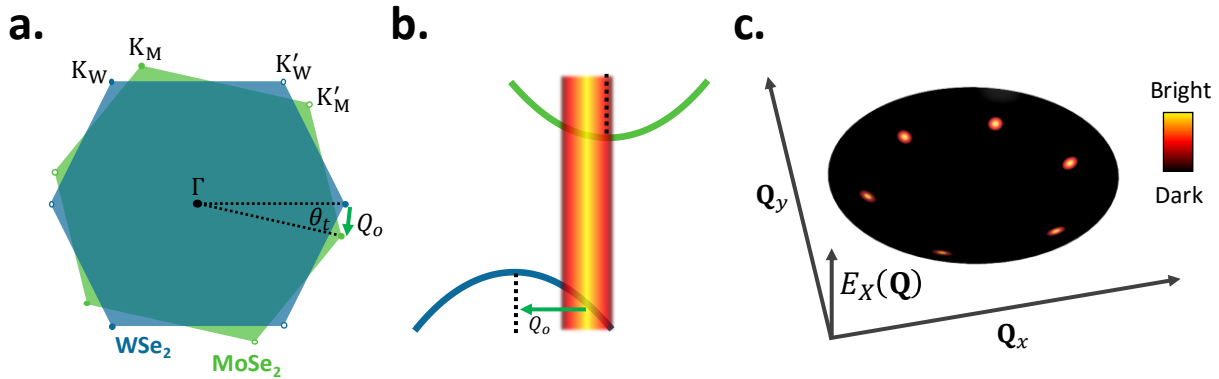 a.
K_M
K_W
K′_W
K′_M
Γ
θ_t
Q_o
WSe₂
MoSe₂
b.
Q_o
c.
Bright
Dark
Q_y
E_X(Q)
Q_x